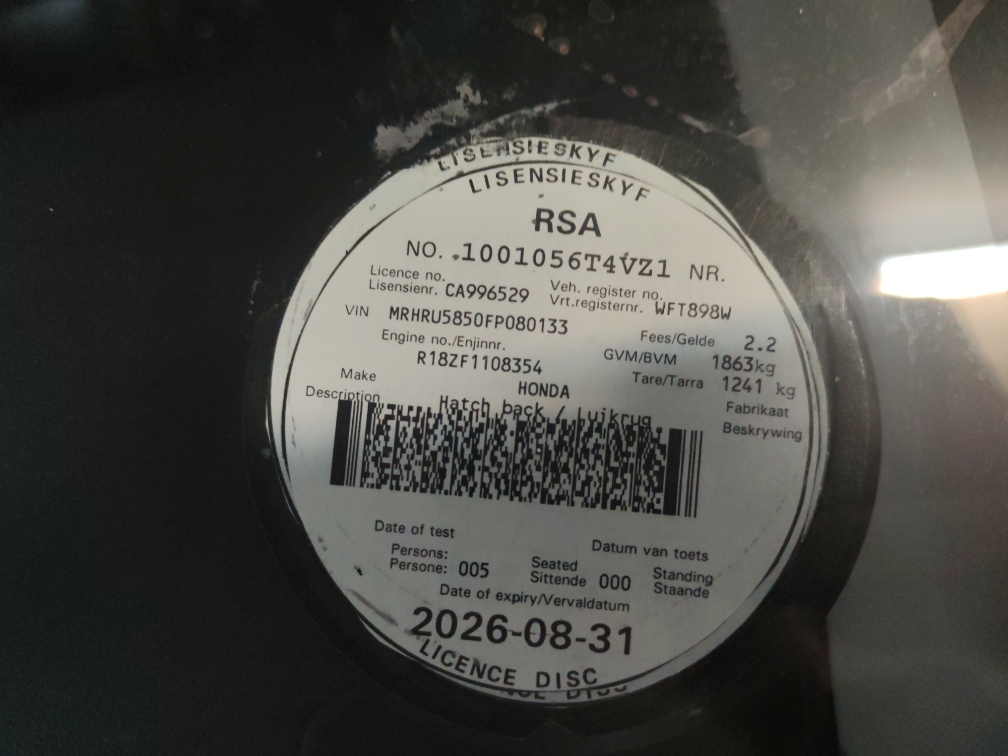 LISENSIESKYF
LISENSIESKYF
RSA
NO. 1001056T4VZ1 NR.
Licence no. Veh. register no.
Lisensienr. CA996529 Vrt.registernr. WFT898W
VIN MRHRU5850FP080133 Fees/Gelde 2.2
Engine no./Enjinnr. GVM/BVM 1863kg
R18ZF1108354 Tare/Tarra 1241 kg
Make HONDA Fabrikaat
Description Hatch back / Luikrug Beskrywing
Date of test Datum van toets
Persons: Seated Standing
Persone: 005 Sittende 000 Staande
Date of expiry/Vervaldatum
2026-08-31
LICENCE DISC